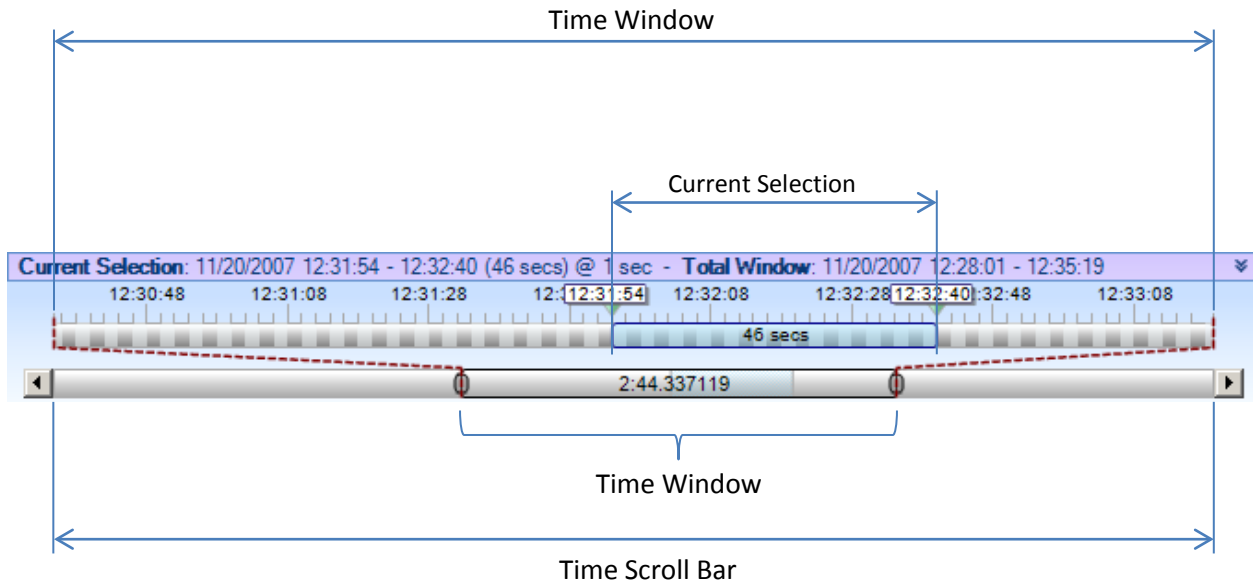 Time Window
Current Selection
Current Selection: 11/20/2007 12:31:54 - 12:32:40 (46 secs) @ 1 sec - Total Window: 11/20/2007 12:28:01 - 12:35:19
12:30:48 12:31:08 12:31:28 12: 12:31:54 12:32:08 12:32:28 12:32:40 :32:48 12:33:08
46 secs
2:44.337119
Time Window
Time Scroll Bar